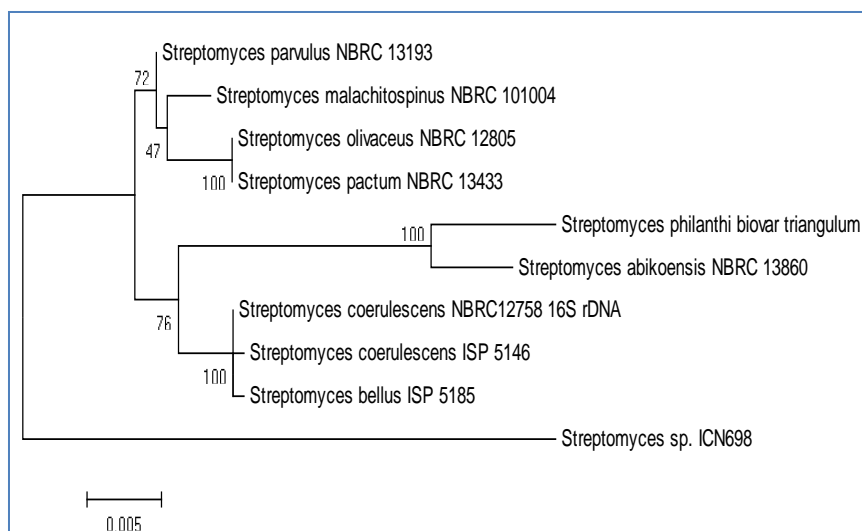 Streptomyces parvulus NBRC 13193
72
Streptomyces malachitospinus NBRC 101004
Streptomyces olivaceus NBRC 12805
47
100
Streptomyces pactum NBRC 13433
Streptomyces philanthi biovar triangulum
100
Streptomyces abikoensis NBRC 13860
Streptomyces coerulescens NBRC12758 16S rDNA
76
Streptomyces coerulescens ISP 5146
100
Streptomyces bellus ISP 5185
Streptomyces sp. ICN698
0.005